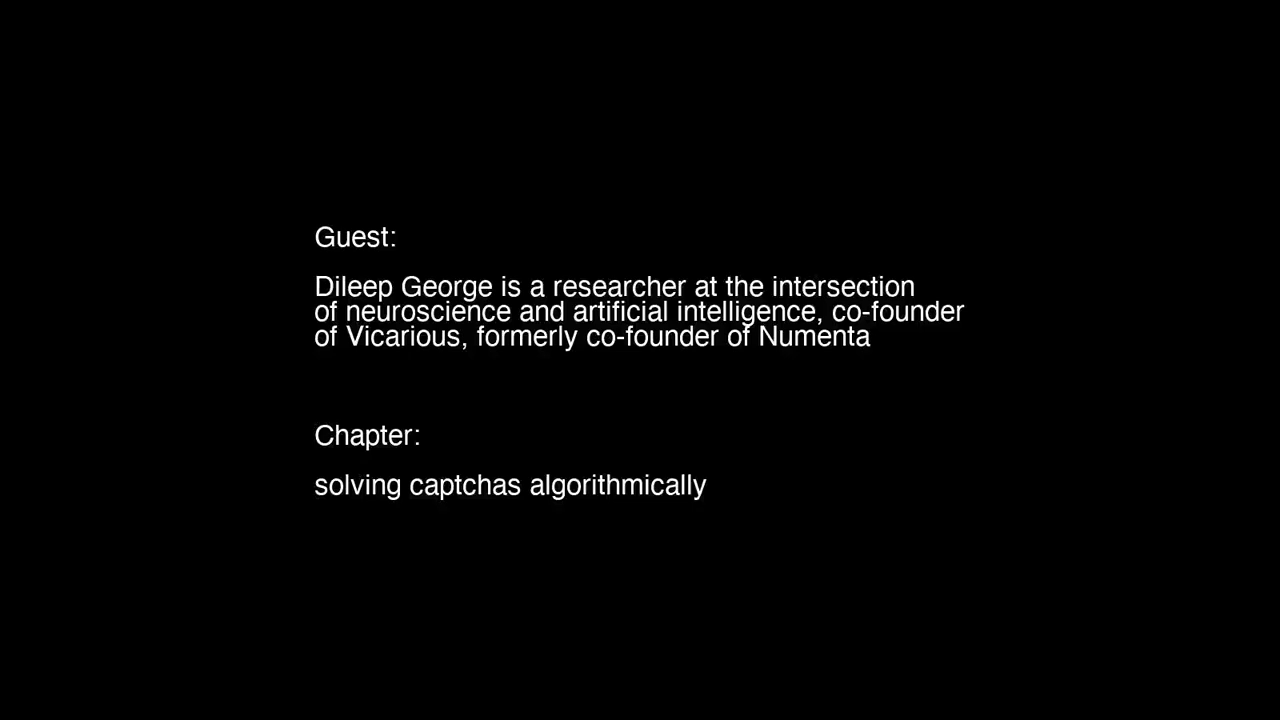 Guest:
Dileep George is a researcher at the intersection
of neuroscience and artificial intelligence, co-founder
of Vicarious, formerly co-founder of Numenta
Chapter:
solving captchas algorithmically